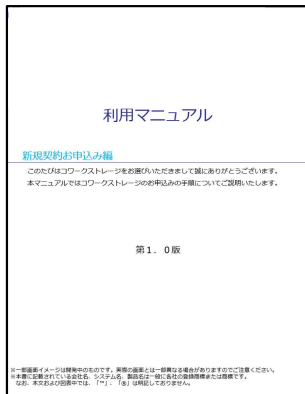 利用マニュアル
新規契約お申込み編
このたびはコワークストレージをお選びいただきまして誠にありがとうございます。
本マニュアルではコワークストレージのお申込みの手順についてご説明いたします。
第1．0版
※一部画面イメージは開発中のものです。実際の画面とは一部異なる場合がありますのでご注意ください。
※本書に記載されている会社名、システム名、製品名は一般に各社の登録商標または商標です。
なお、本文および図表中では、「™」、「®」は明記しておりません。